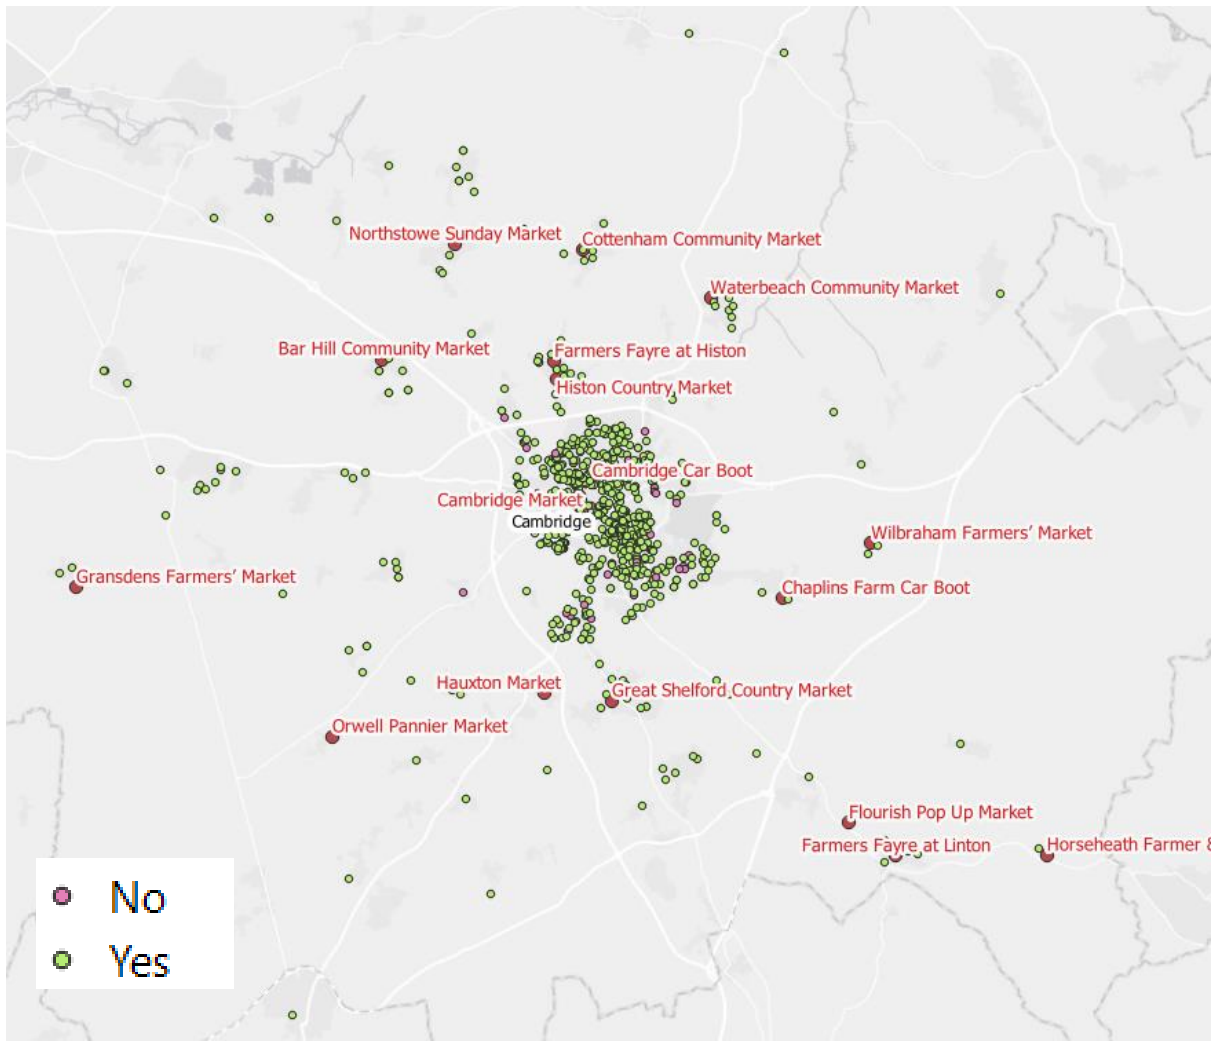 Northstowe Sunday Market
Cottenham Community Market
Waterbeach Community Market
Bar Hill Community Market
Farmers Fayre at Histon
Histon Country Market
Cambridge Car Boot
Cambridge Market
Cambridge
Wilbraham Farmers’ Market
Gransdens Farmers’ Market
Chaplins Farm Car Boot
Hauxton Market
Great Shelford Country Market
Orwell Pannier Market
Flourish Pop Up Market
Farmers Fayre at Linton
Horseheath Farmer &
No
Yes